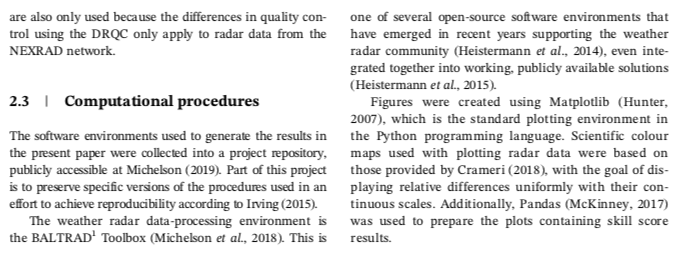 are also only used because the differences in quality con-
trol using the DRQC only apply to radar data from the
NEXRAD network.
2.3 | Computational procedures
The software environments used to generate the results in
the present paper were collected into a project repository,
publicly accessible at Michelson (2019). Part of this project
is to preserve specific versions of the procedures used in an
effort to achieve reproducibility according to Irving (2015).
The weather radar data-processing environment is
the BALTRAD¹ Toolbox (Michelson et al., 2018). This is
one of several open-source software environments that
have emerged in recent years supporting the weather
radar community (Heistermann et al., 2014), even inte-
grated together into working, publicly available solutions
(Heistermann et al., 2015).
Figures were created using Matplotlib (Hunter,
2007), which is the standard plotting environment in
the Python programming language. Scientific colour
maps used with plotting radar data were based on
those provided by Crameri (2018), with the goal of dis-
playing relative differences uniformly with their con-
tinuous scales. Additionally, Pandas (McKinney, 2017)
was used to prepare the plots containing skill score
results.